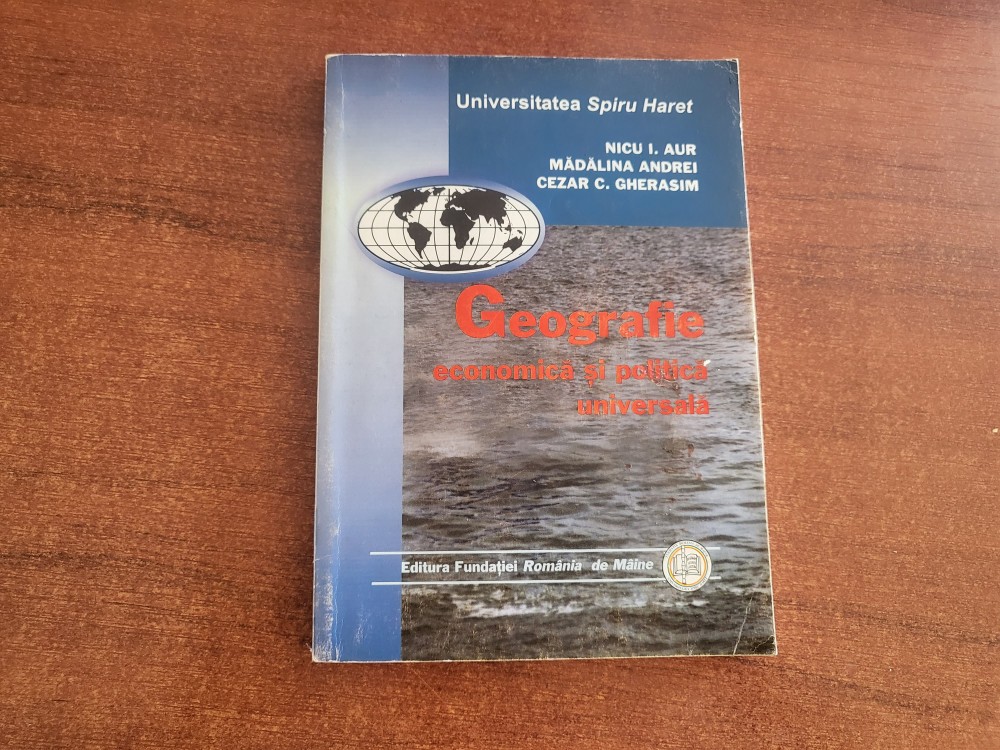 Universitatea Spiru Haret
NICU I. AUR
MĂDĂLINA ANDREI
CEZAR C. GHERASIM
Geografie
economică și politică
universală
Editura Fundației România de Mâine